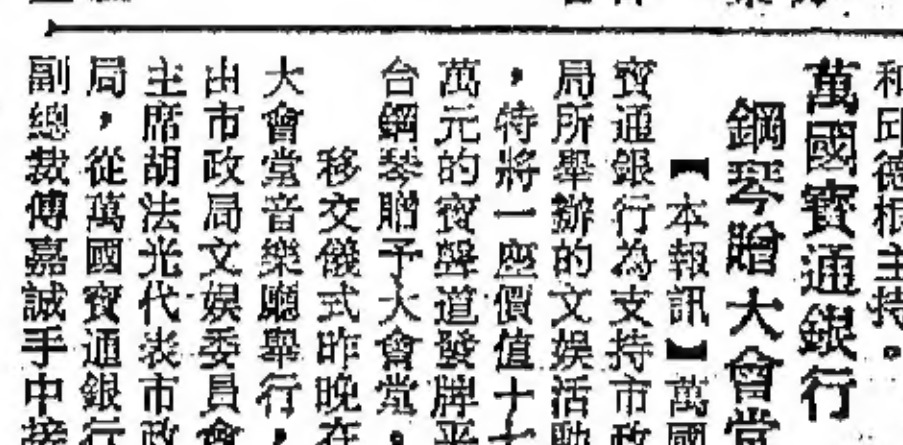 和邱德根主持。
萬國寶通銀行
鋼琴贈大會堂
【本報訊】萬國
寶通銀行為支持市政
局所舉辦的文娛活動
，特將一座價值十七
萬元的寶聲道發牌平
台鋼琴贈予大會堂。
移交儀式昨晚在
大會堂音樂廳舉行，
由市政局文娛委員會
主席胡法光代表市政
局，從萬國寶通銀行
副總裁傅嘉誠手中接